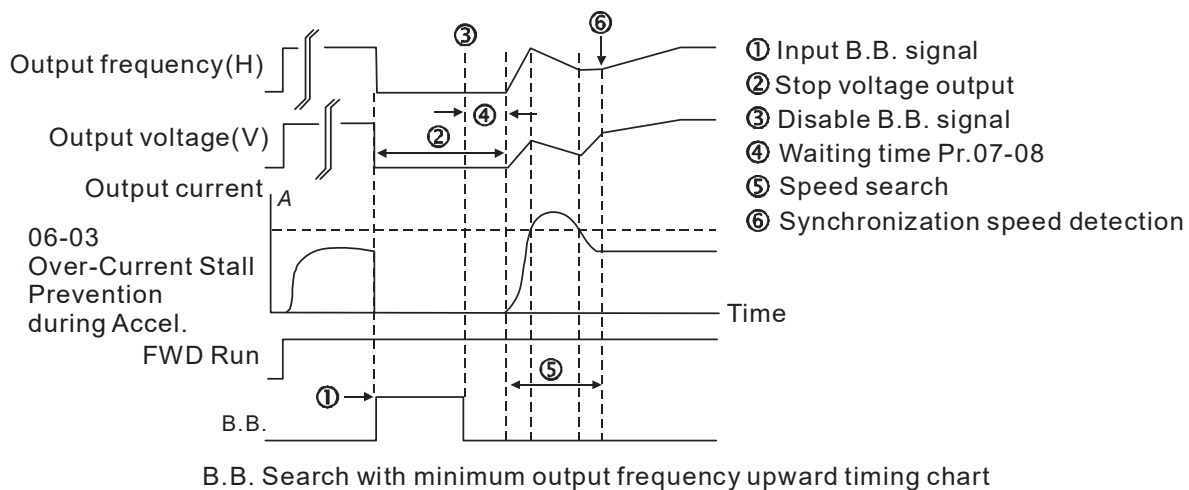 Output frequency(H)
Output voltage(V)
Output current
A
06-03
Over-Current Stall
Prevention
during Accel.
FWD Run
B.B.
Time
③
⑥
④
②
⑤
①
① Input B.B. signal
② Stop voltage output
③ Disable B.B. signal
④ Waiting time Pr.07-08
⑤ Speed search
⑥ Synchronization speed detection
B.B. Search with minimum output frequency upward timing chart